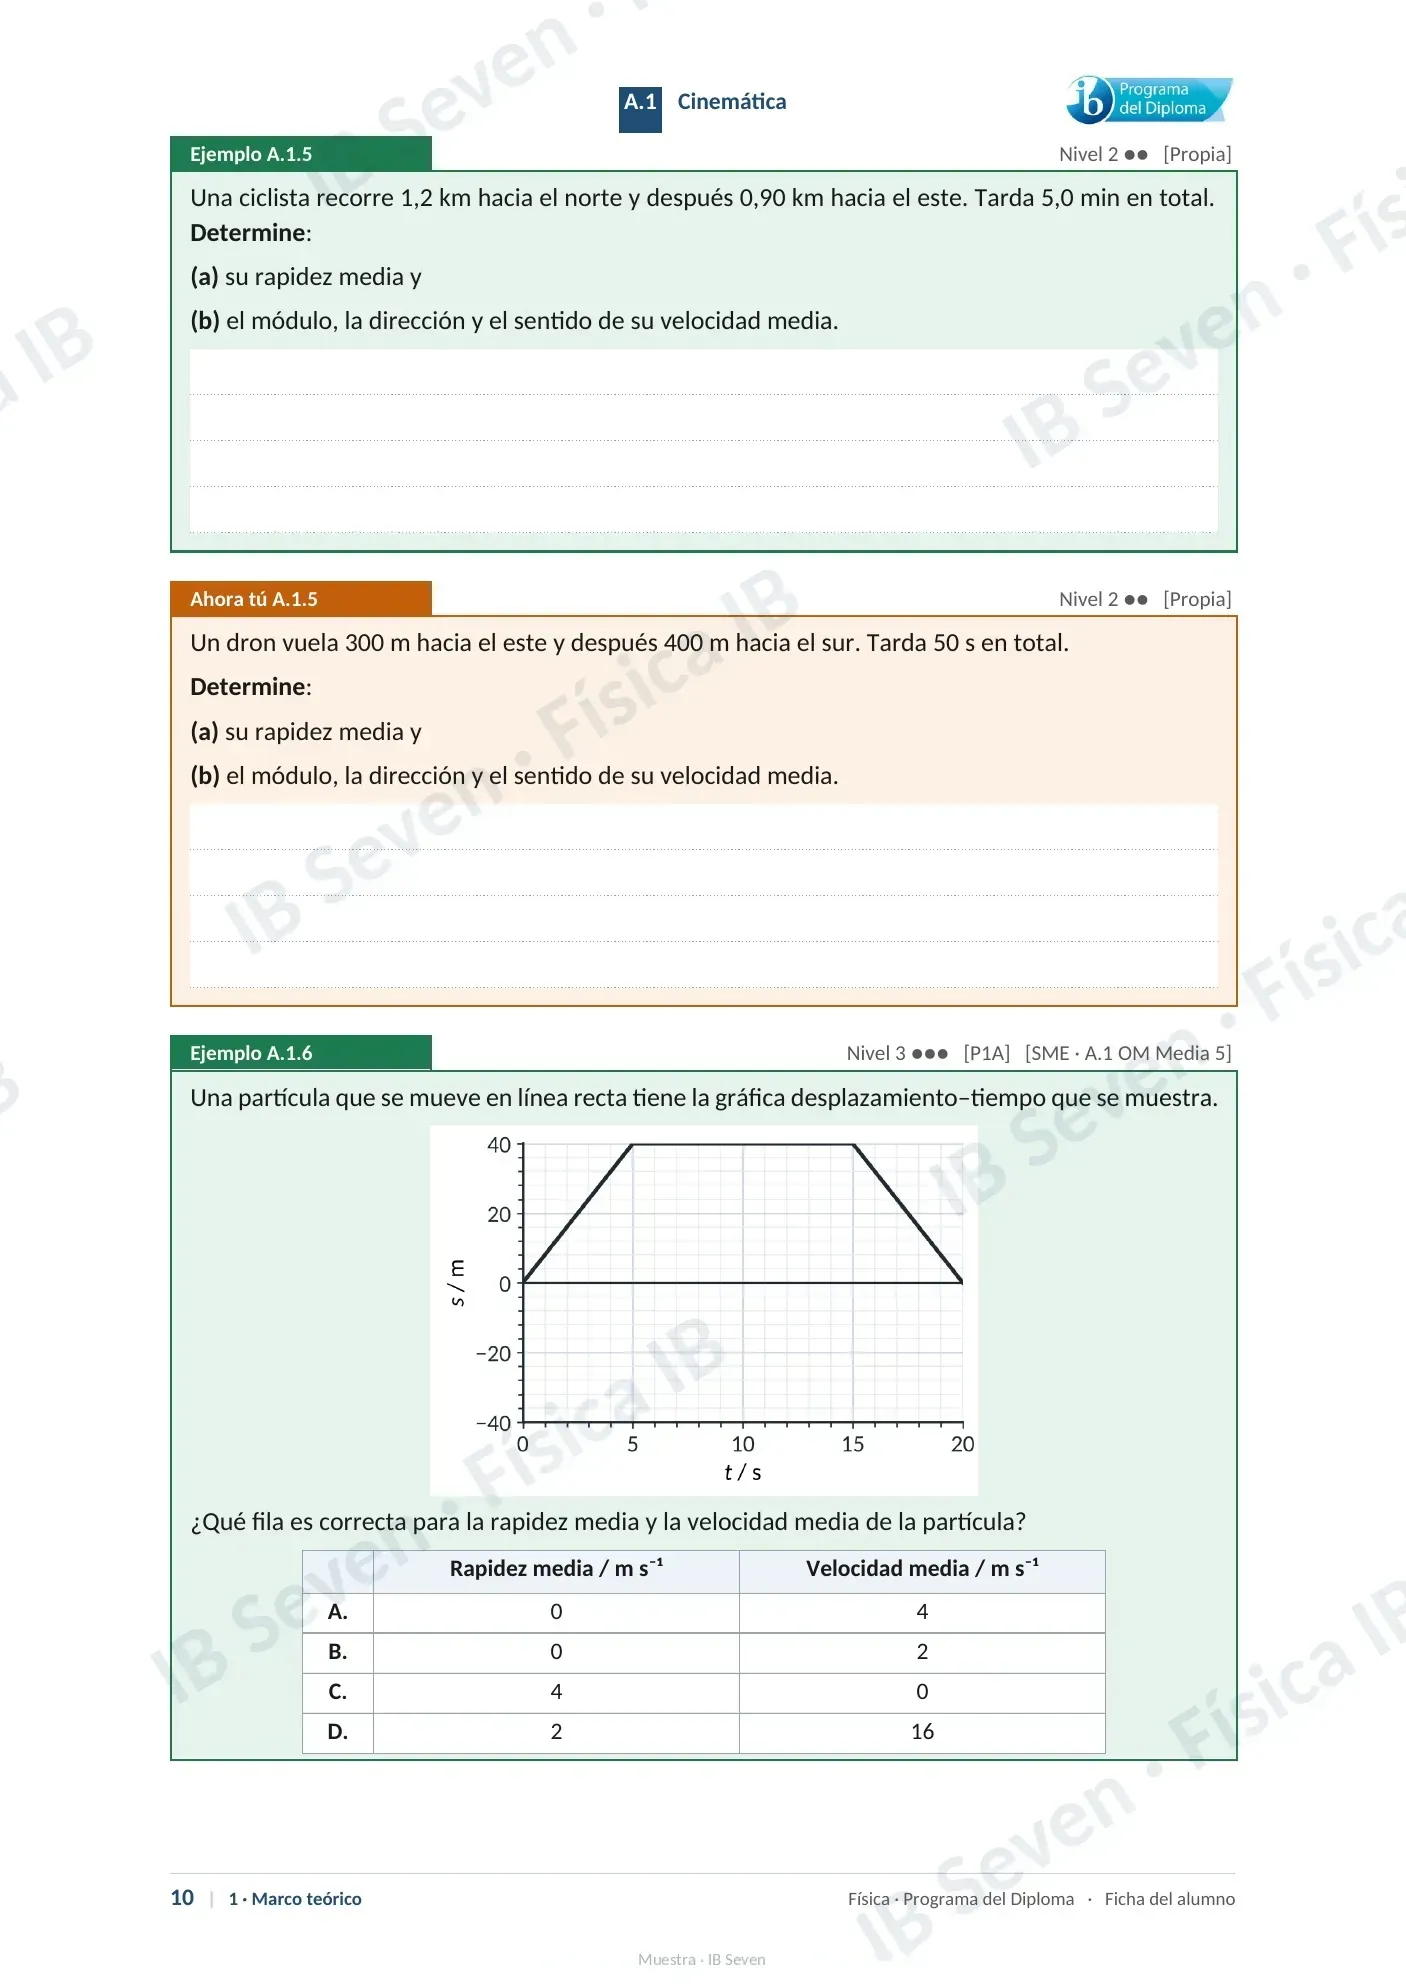 A.1 Cinemática
Programa
del Diploma
Ejemplo A.1.5 Nivel 2 ●● [Propia]
Una ciclista recorre 1,2 km hacia el norte y después 0,90 km hacia el este. Tarda 5,0 min en total.
Determine:
(a) su rapidez media y
(b) el módulo, la dirección y el sentido de su velocidad media.
Ahora tú A.1.5 Nivel 2 ●● [Propia]
Un dron vuela 300 m hacia el este y después 400 m hacia el sur. Tarda 50 s en total.
Determine:
(a) su rapidez media y
(b) el módulo, la dirección y el sentido de su velocidad media.
Ejemplo A.1.6 Nivel 3 ●●● [P1A] [SME · A.1 OM Media 5]
Una partícula que se mueve en línea recta tiene la gráfica desplazamiento–tiempo que se muestra.
40
20
0
−20
−40
s / m
0 5 10 15 20
t / s
¿Qué fila es correcta para la rapidez media y la velocidad media de la partícula?
Rapidez media / m s⁻¹ Velocidad media / m s⁻¹
A. 0 4
B. 0 2
C. 4 0
D. 2 16
10 | 1 · Marco teórico Física · Programa del Diploma · Ficha del alumno
Muestra · IB Seven
IB Seven · Física IB